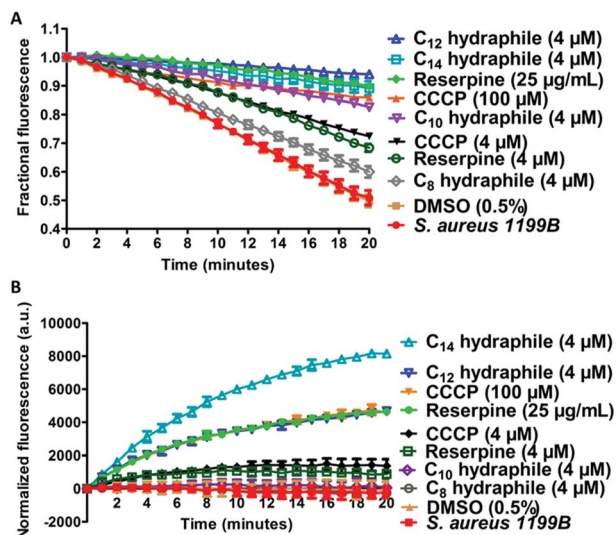 A
Fractional fluorescence
1.1
1.0
0.9
0.8
0.7
0.6
0.5
0.4
0 2 4 6 8 10 12 14 16 18 20
Time (minutes)
C12 hydraphile (4 µM)
C14 hydraphile (4 µM)
Reserpine (25 µg/mL)
CCCP (100 µM)
C10 hydraphile (4 µM)
CCCP (4 µM)
Reserpine (4 µM)
C8 hydraphile (4 µM)
DMSO (0.5%)
S. aureus 1199B
B
Normalized fluorescencce (a.u.)
10000
8000
6000
4000
2000
0
-2000
2 4 6 8 10 12 14 16 18 20
Time (minutes)
C14 hydraphile (4 µM)
C12 hydraphile (4 µM)
CCCP (100 µM)
Reserpine (25 µg/mL)
CCCP (4 µM)
Reserpine (4 µM)
C10 hydraphile (4 µM)
C8 hydraphile (4 µM)
DMSO (0.5%)
S. aureus 1199B